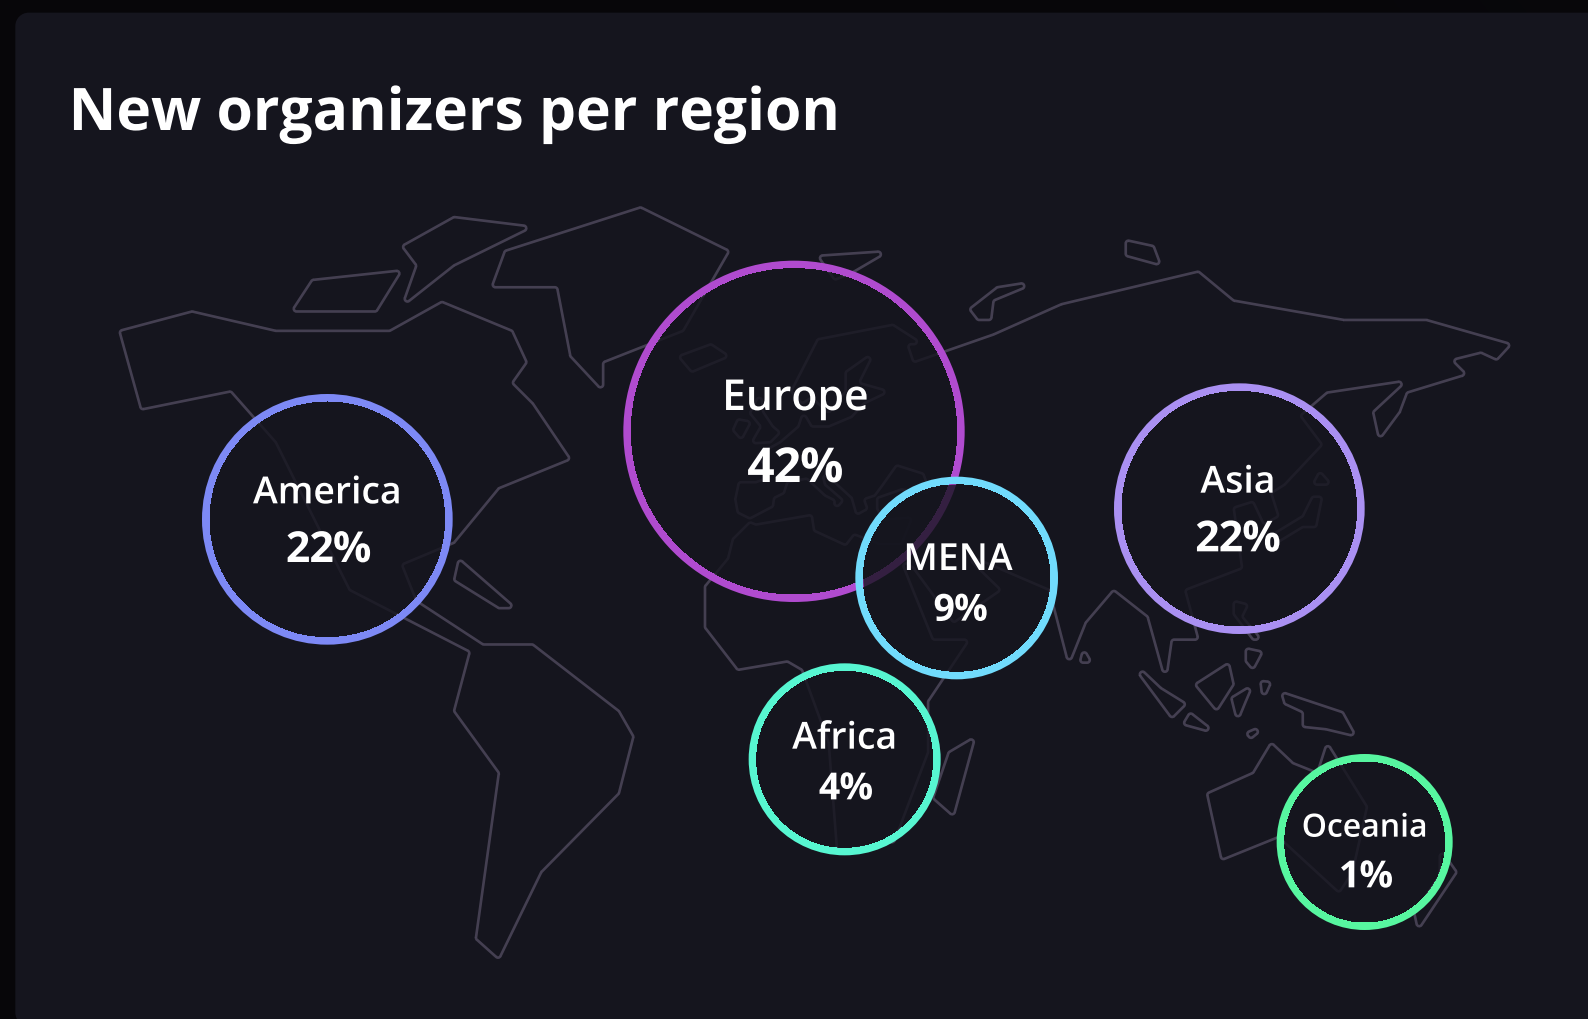 New organizers per region
Europe
42%
America
22%
Asia
22%
MENA
9%
Africa
4%
Oceania
1%